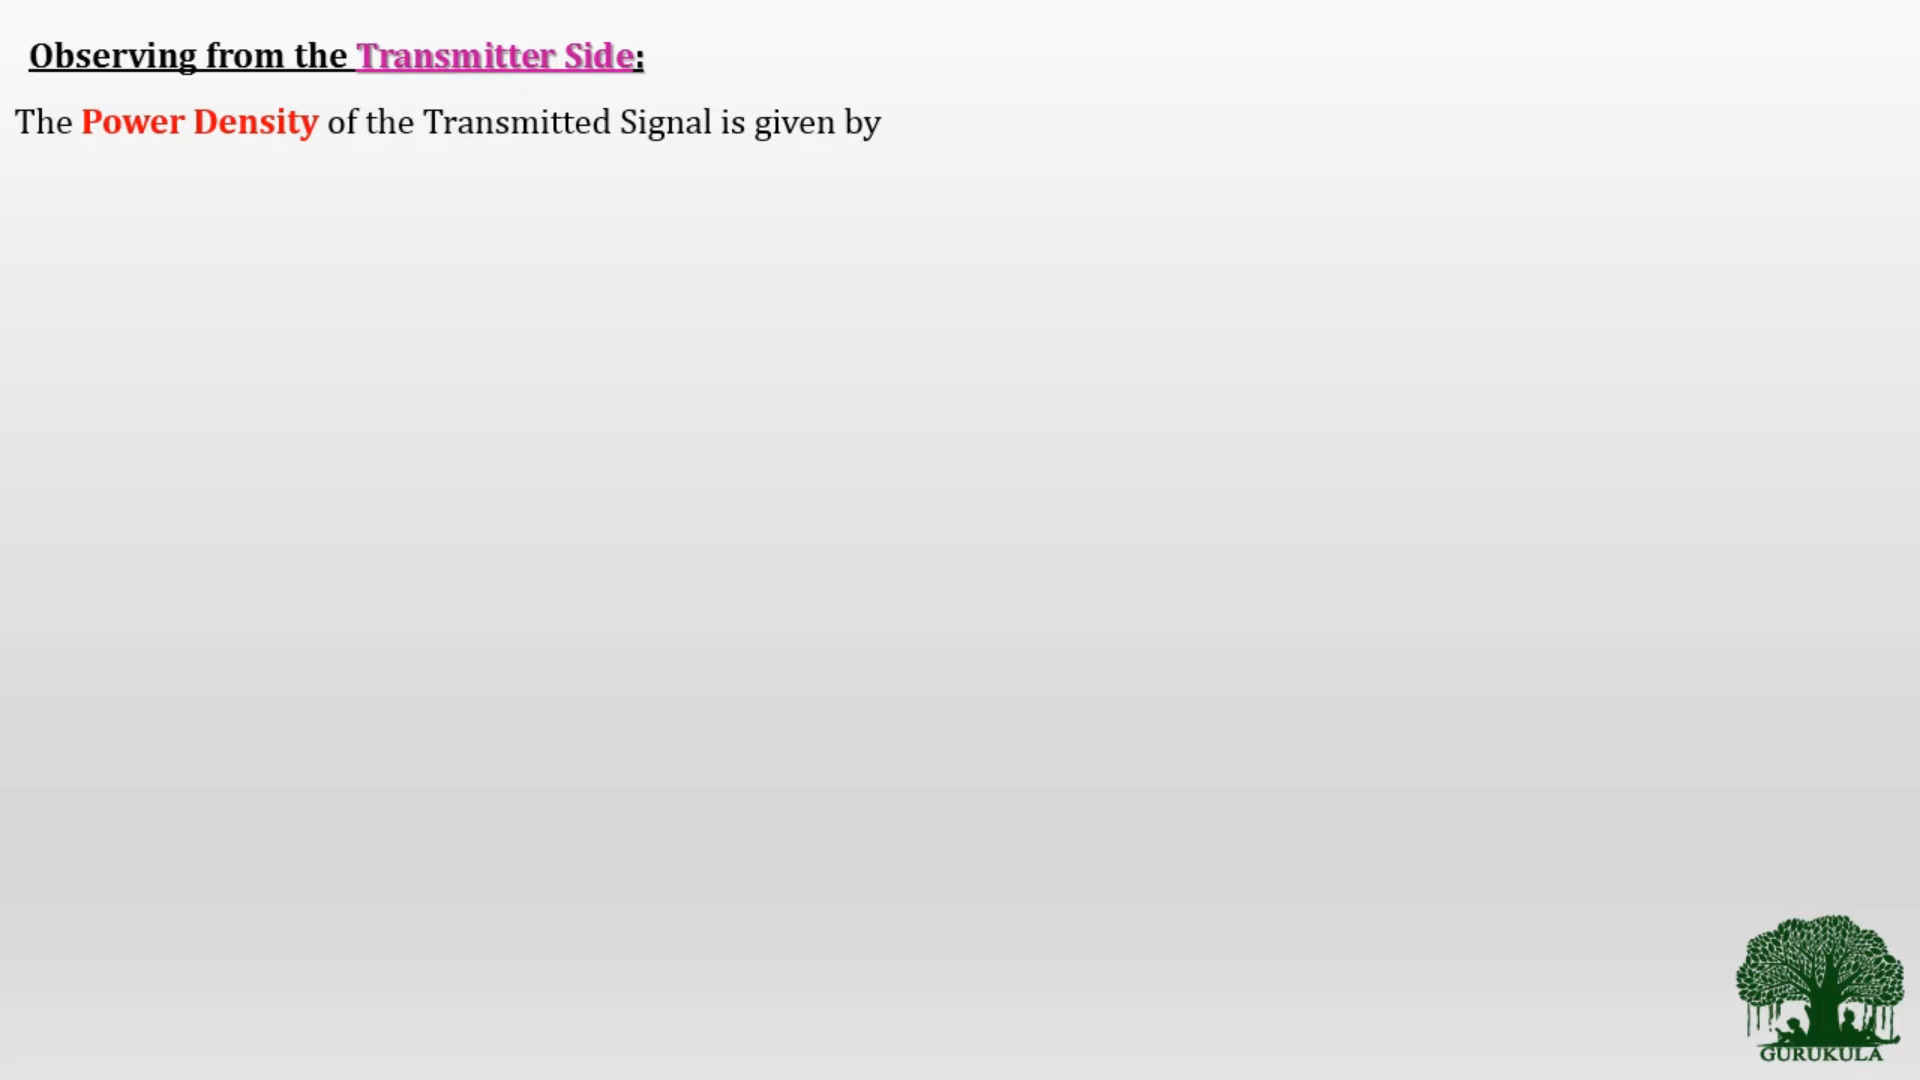 Observing from the Transmitter Side:
The Power Density of the Transmitted Signal is given by
GURUKULA